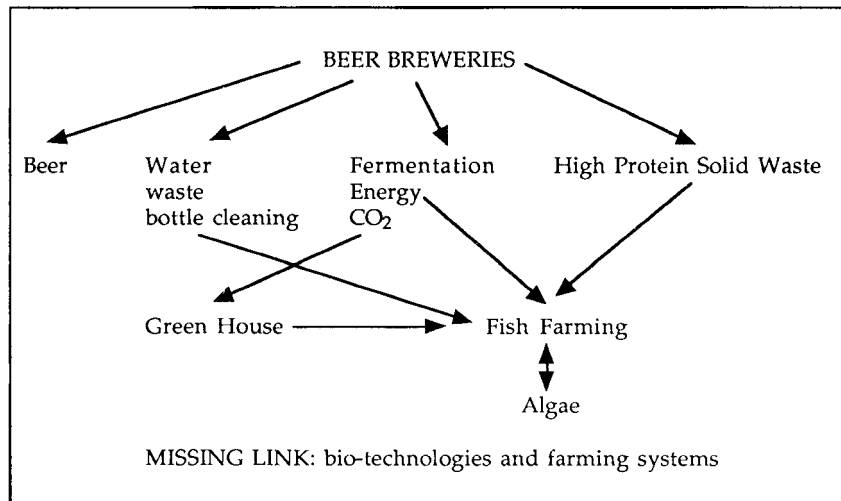 BEER BREWERIES
Beer
Water
waste
bottle cleaning
Fermentation
Energy
CO2
High Protein Solid Waste
Green House
Fish Farming
Algae
MISSING LINK: bio-technologies and farming systems